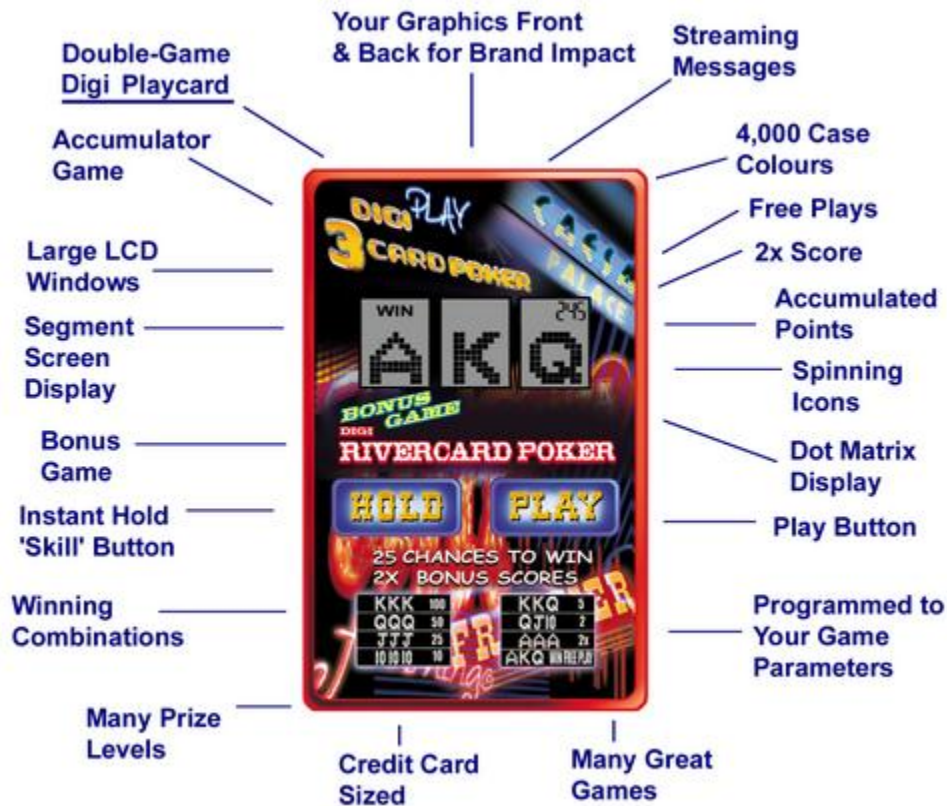 Your Graphics Front
& Back for Brand Impact
Double-Game
Digi Playcard
Streaming
Messages
Accumulator
Game
4,000 Case
Colours
Free Plays
2x Score
Large LCD
Windows
Accumulated
Points
Segment
Screen
Display
Spinning
Icons
Bonus
Game
Dot Matrix
Display
Instant Hold
'Skill' Button
Play Button
Winning
Combinations
Programmed to
Your Game
Parameters
Many Prize
Levels
Credit Card
Sized
Many Great
Games
DIGI PLAY
3 CARD POKER
PALACE
WIN 245
A K Q
BONUS
GAME
DIGI
RIVERCARD POKER
HOLD PLAY
25 CHANCES TO WIN
2X BONUS SCORES
KKK 100 KKQ 5
QQQ 50 QJ10 2
JJJ 25 AAA 2x
10 10 10 10 AKQ WIN FREE PLAY